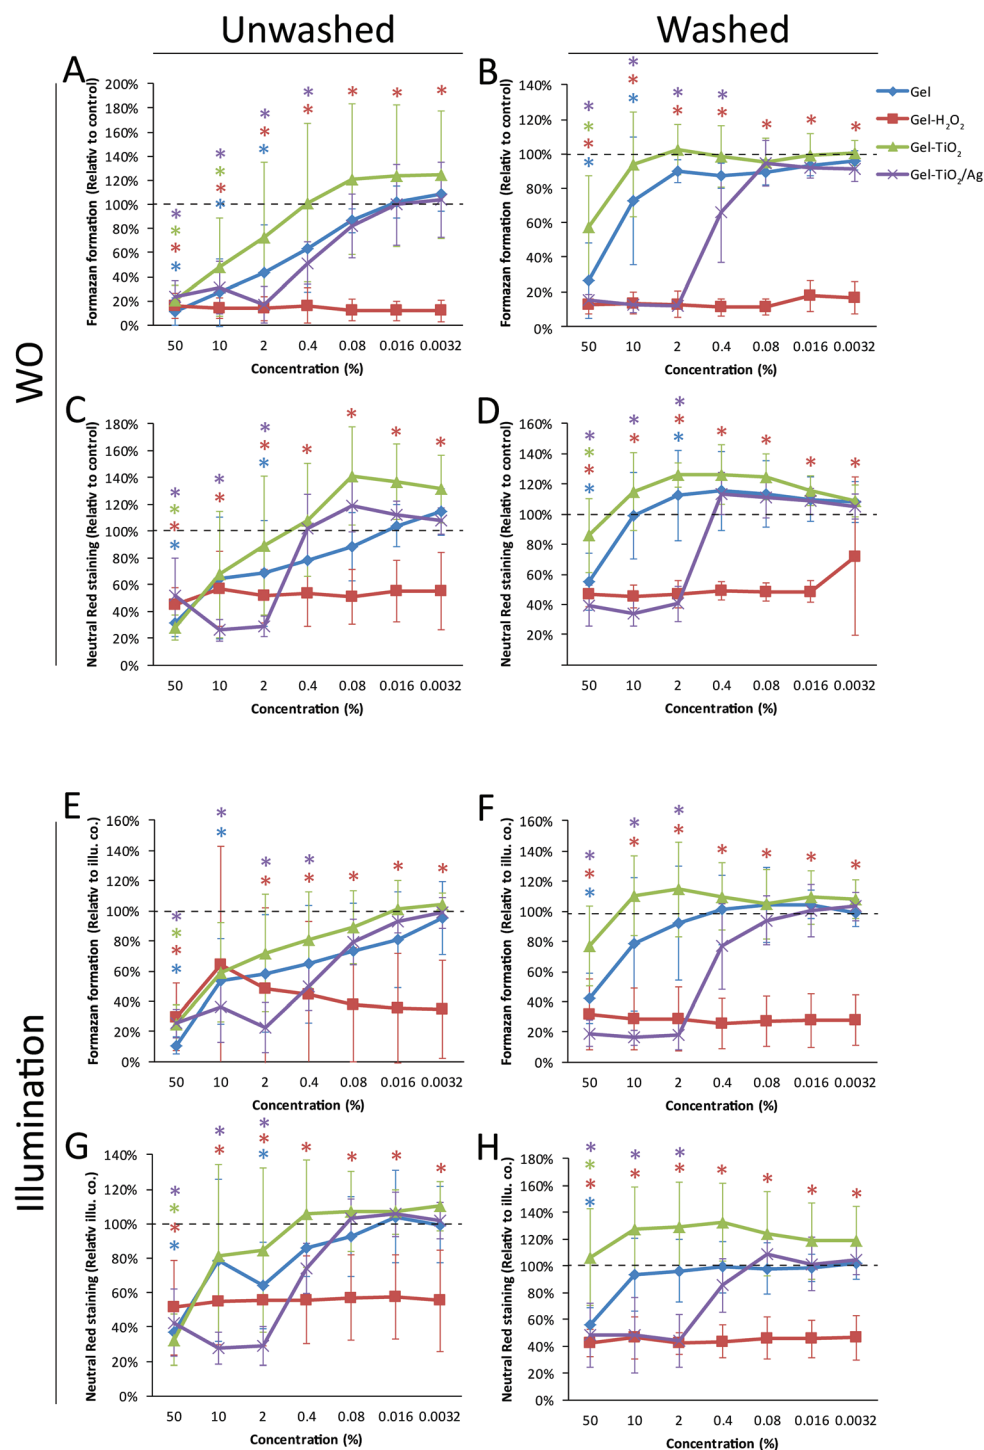 Unwashed
Washed
WO
Illumination
A
Formazan formation (Relativ to control)
200%
180%
160%
140%
120%
100%
80%
60%
40%
20%
0%
* * * * * * * * * * * * * * * *
50 10 2 0.4 0.08 0.016 0.0032
Concentration (%)
B
Formazan formation (Relativ to control)
140%
120%
100%
80%
60%
40%
20%
0%
* * * * * * * * * * * * * *
50 10 2 0.4 0.08 0.016 0.0032
Concentration (%)
Gel
Gel-H₂O₂
Gel-TiO₂
Gel-TiO₂/Ag
C
Neutral Red staining (Relativ to control)
180%
160%
140%
120%
100%
80%
60%
40%
20%
0%
* * * * * * * * * * * * *
50 10 2 0.4 0.08 0.016 0.0032
Concentration (%)
D
Neutral Red staining (Relativ to control)
160%
140%
120%
100%
80%
60%
40%
20%
* * * * * * * * * * * * *
50 10 2 0.4 0.08 0.016 0.0032
Concentration (%)
E
Formazan formation (Relativ to illu. co.)
160%
140%
120%
100%
80%
60%
40%
20%
0%
* * * * * * * * * * * * *
50 10 2 0.4 0.08 0.016 0.0032
Concentration (%)
F
Formazan formation (Relativ to illu. co.)
160%
140%
120%
100%
80%
60%
40%
20%
0%
* * * * * * * * * * *
50 10 2 0.4 0.08 0.016 0.0032
Concentration (%)
G
Neutral Red staining (Relativ to illu. co.)
140%
120%
100%
80%
60%
40%
20%
0%
* * * * * * * * * * * * *
50 10 2 0.4 0.08 0.016 0.0032
Concentration (%)
H
Neutral Red staining (Relativ to illu. co.)
180%
160%
140%
120%
100%
80%
60%
40%
20%
0%
* * * * * * * * * * * *
50 10 2 0.4 0.08 0.016 0.0032
Concentration (%)